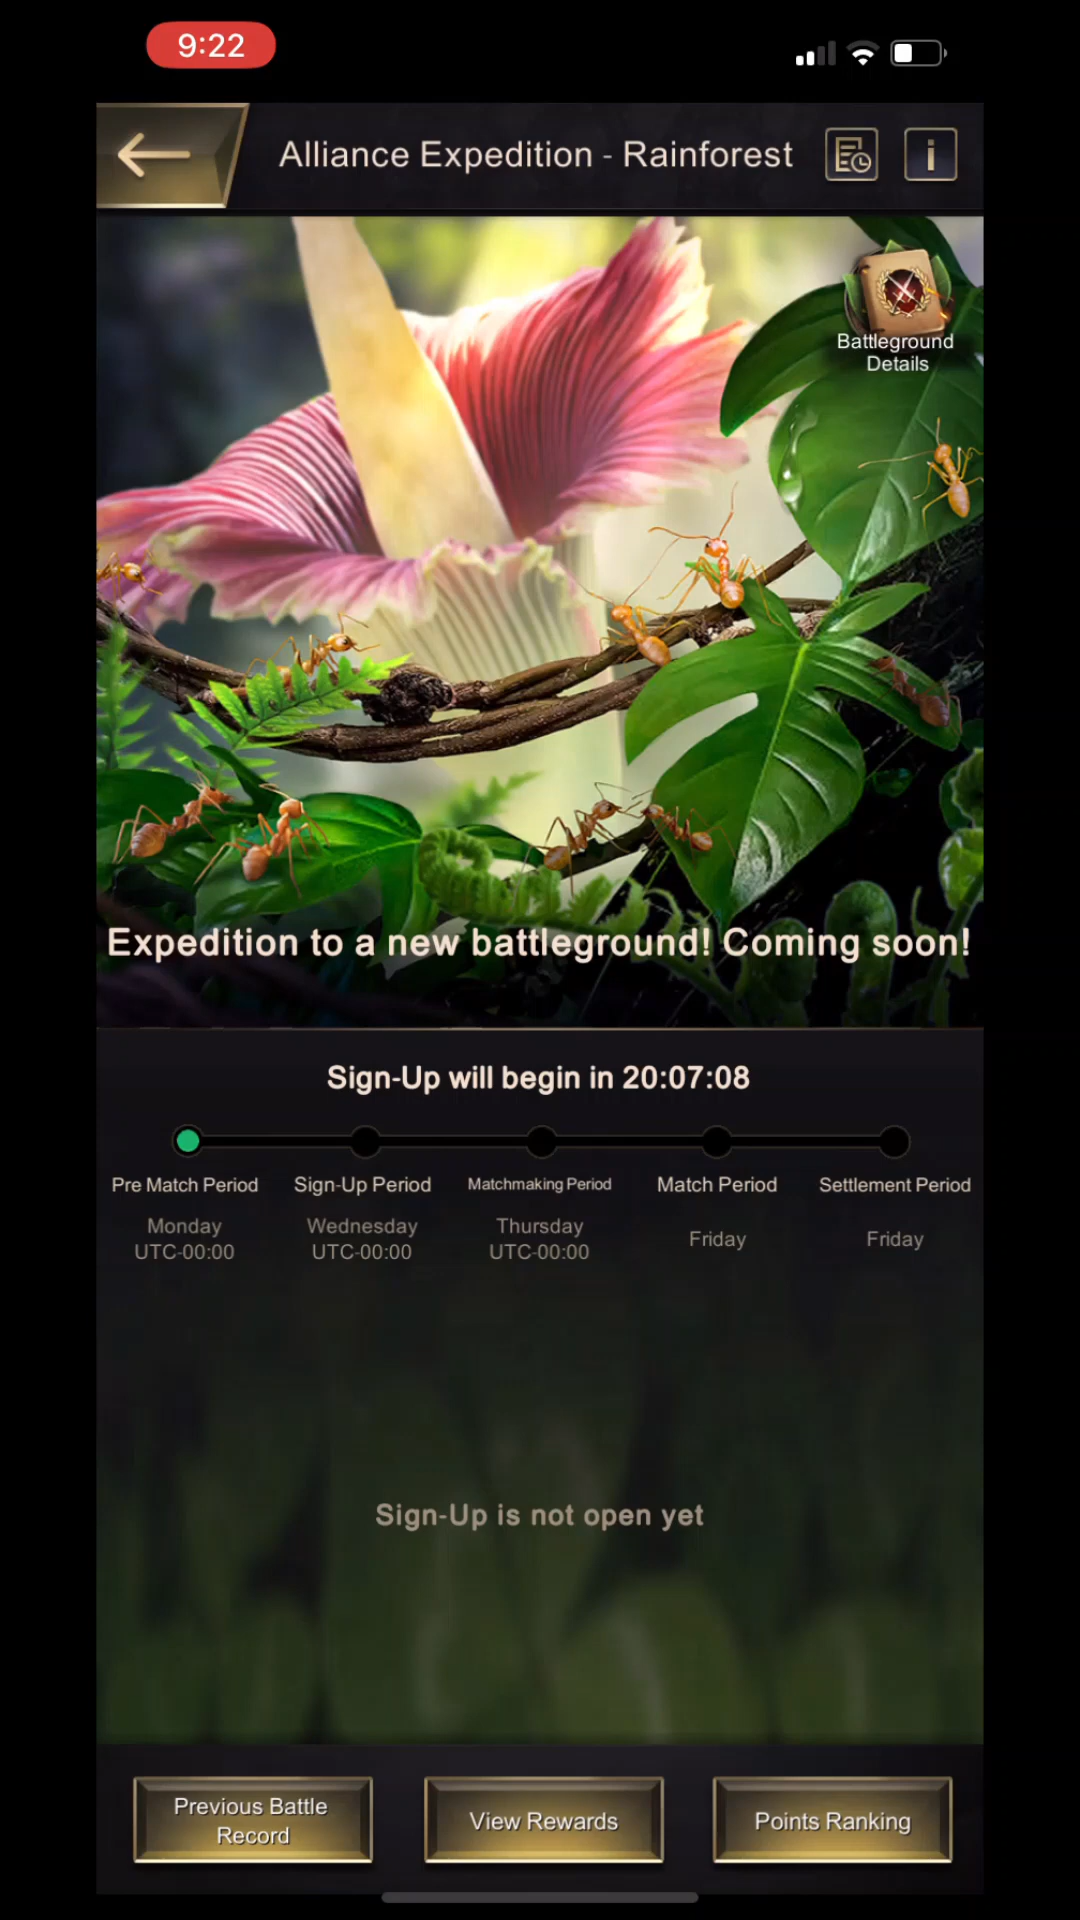 9:22
Alliance Expedition - Rainforest
Battleground
Details
Expedition to a new battleground! Coming soon!
Sign-Up will begin in 20:07:08
Pre Match Period
Sign-Up Period
Matchmaking Period
Match Period
Settlement Period
Monday
UTC-00:00
Wednesday
UTC-00:00
Thursday
UTC-00:00
Friday
Friday
Sign-Up is not open yet
Previous Battle
Record
View Rewards
Points Ranking